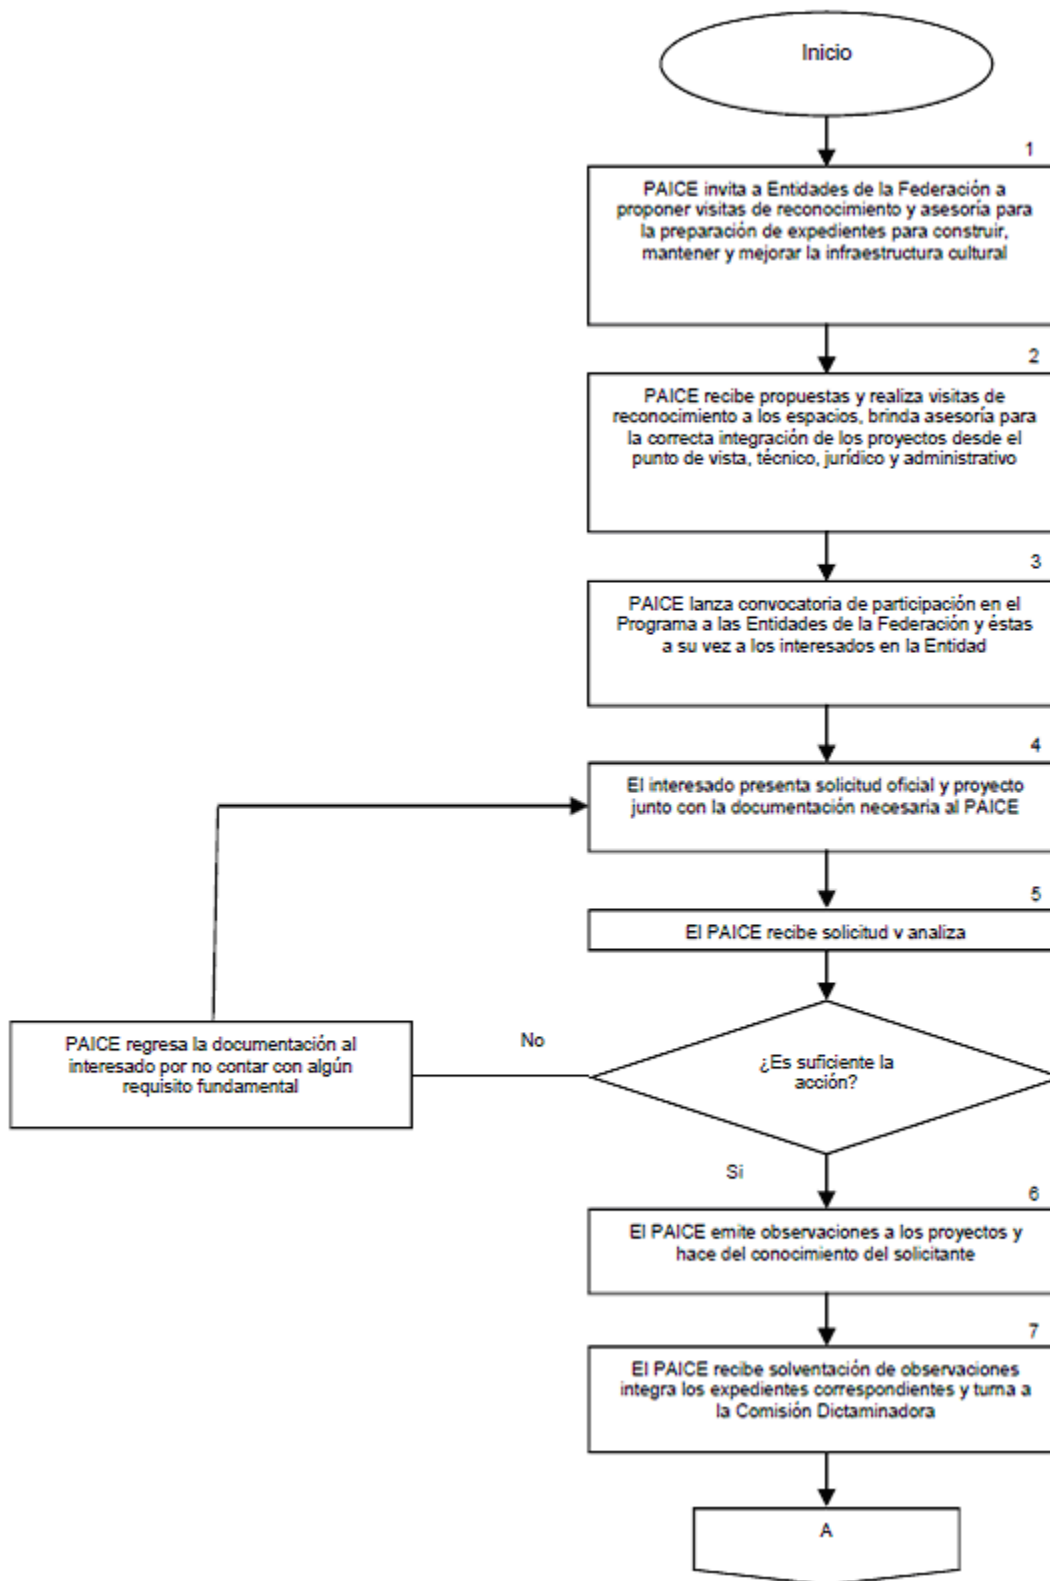 Inicio
1
PAICE invita a Entidades de la Federación a
proponer visitas de reconocimiento y asesoría para
la preparación de expedientes para construir,
mantener y mejorar la infraestructura cultural
2
PAICE recibe propuestas y realiza visitas de
reconocimiento a los espacios, brinda asesoría para
la correcta integración de los proyectos desde el
punto de vista, técnico, jurídico y administrativo
3
PAICE lanza convocatoria de participación en el
Programa a las Entidades de la Federación y éstas
a su vez a los interesados en la Entidad
4
El interesado presenta solicitud oficial y proyecto
junto con la documentación necesaria al PAICE
5
El PAICE recibe solicitud y analiza
PAICE regresa la documentación al
interesado por no contar con algún
requisito fundamental
No
¿Es suficiente la
acción?
Si
6
El PAICE emite observaciones a los proyectos y
hace del conocimiento del solicitante
7
El PAICE recibe solventación de observaciones
integra los expedientes correspondientes y turna a
la Comisión Dictaminadora
A